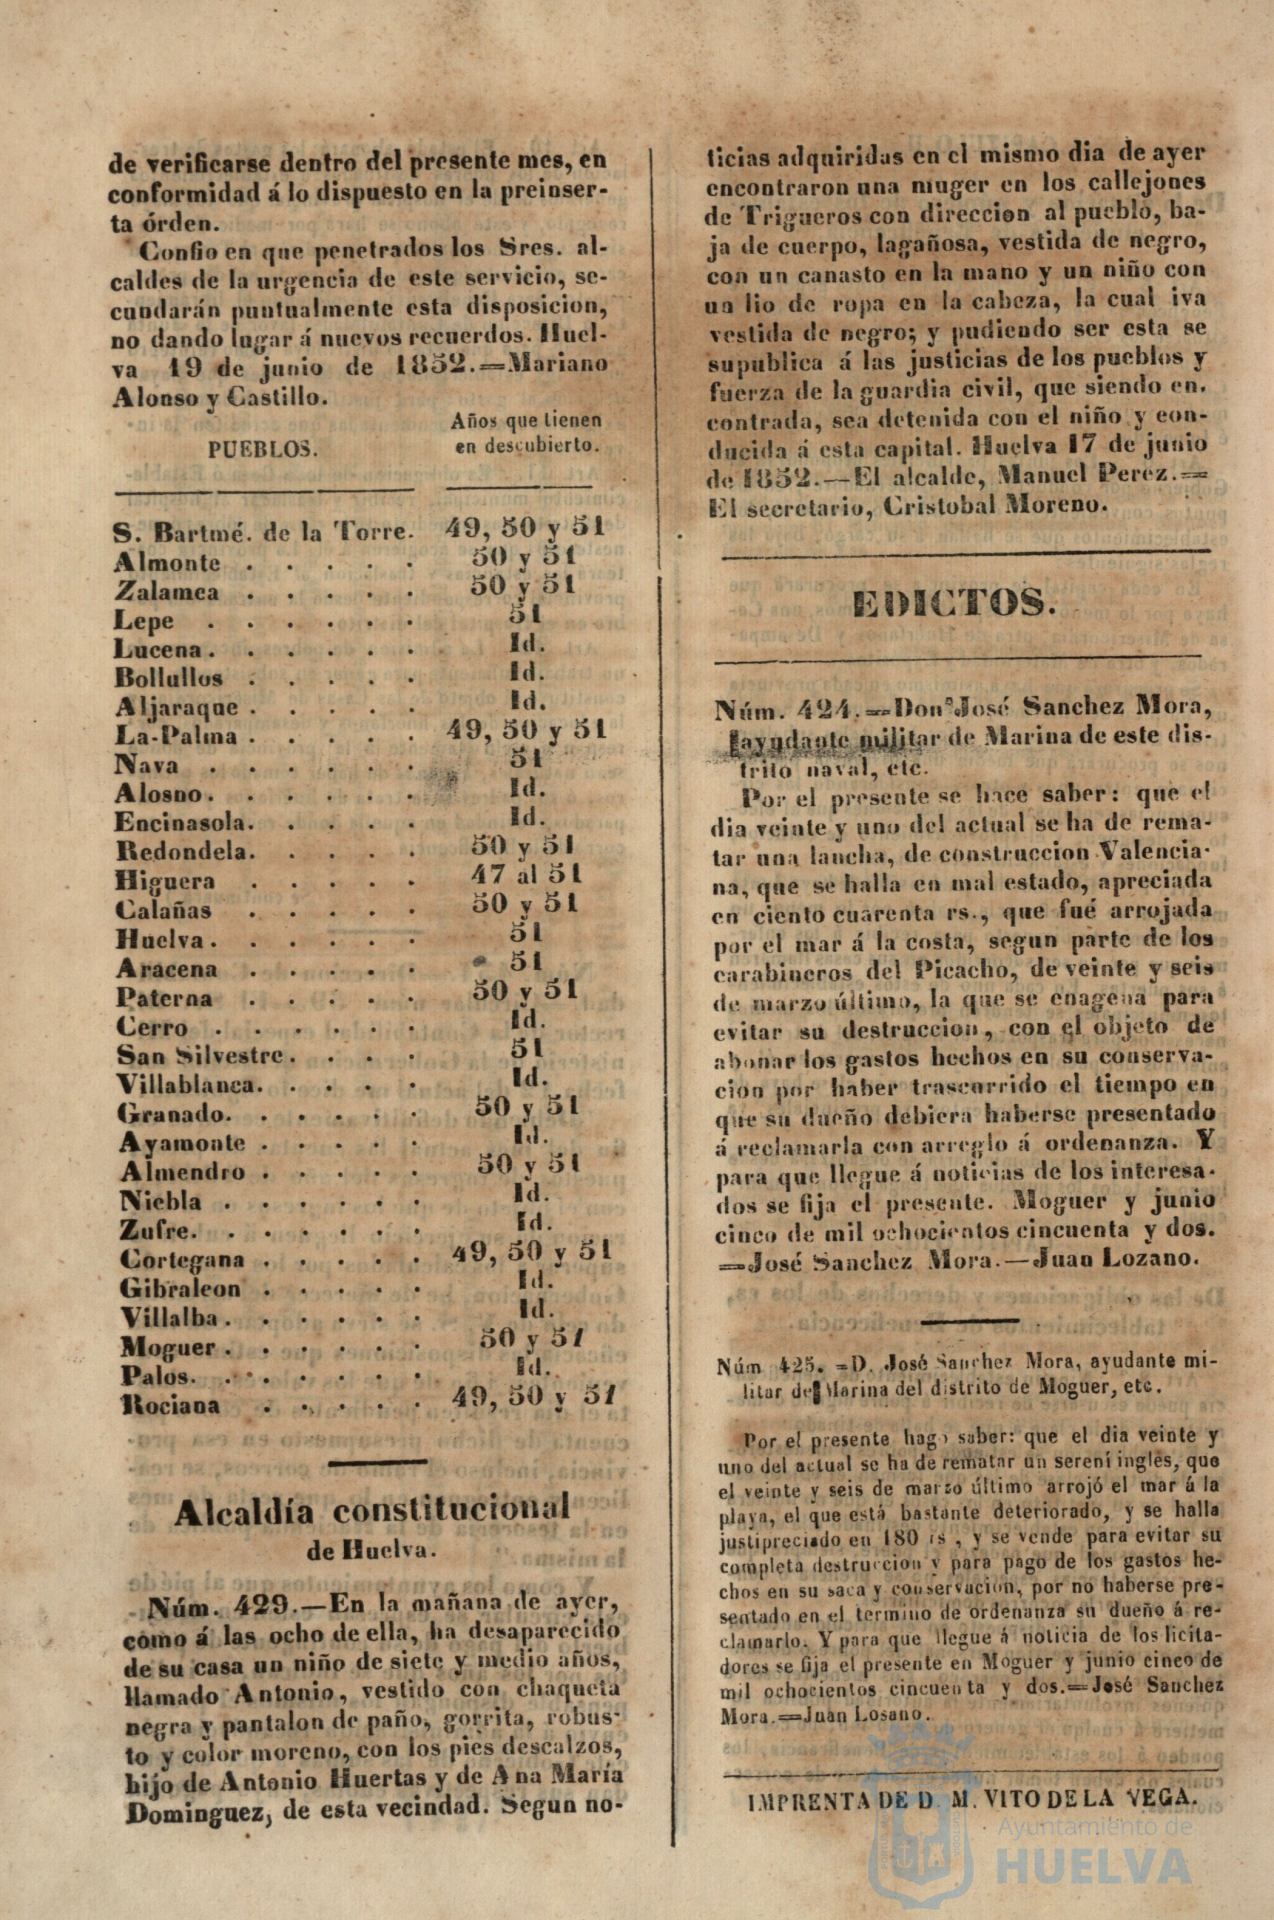 de verificarse dentro del presente mes, en
conformidad á lo dispuesto en la preinser-
ta órden.
Confio en que penetrados los Sres. al-
caldes de la urgencia de este servicio, se-
cundarán puntualmente esta disposicion,
no dando lugar á nuevos recuerdos. Huel-
va 19 de junio de 1852.=Mariano
Alonso y Castillo.
PUEBLOS.
Años que tienen
en descubierto.
S. Bartmé. de la Torre. 49, 50 y 51
Almonte . . . . . 50 y 51
Zalamea . . . . . 50 y 51
Lepe . . . . . . 51
Lucena . . . . . Id.
Bollullos . . . . . Id.
Aljaraque . . . . . Id.
La-Palma . . . . . 49, 50 y 51
Nava . . . . . . 51
Alosno . . . . . Id.
Encinasola. . . . . Id.
Redondela. . . . . 50 y 51
Higuera . . . . . 47 al 51
Calañas . . . . . 50 y 51
Huelva . . . . . . 51
Aracena . . . . . 51
Paterna . . . . . 50 y 51
Cerro . . . . . . Id.
San Silvestre. . . . . 51
Villablanca. . . . . Id.
Granado. . . . . . 50 y 51
Ayamonte . . . . . Id.
Almendro . . . . . 50 y 51
Niebla . . . . . . Id.
Zufre. . . . . . . Id.
Cortegana . . . . . 49, 50 y 51
Gibraleon . . . . . Id.
Villalba . . . . . . Id.
Moguer . . . . . . 50 y 51
Palos. . . . . . . Id.
Rociana . . . . . 49, 50 y 51
Alcaldía constitucional
de Huelva.
Núm. 429.—En la mañana de ayer,
como á las ocho de ella, ha desaparecido
de su casa un niño de siete y medio años,
llamado Antonio, vestido con chaqueta
negra y pantalon de paño, gorrita, robus-
to y color moreno, con los pies descalzos,
hijo de Antonio Huertas y de Ana María
Dominguez, de esta vecindad. Segun no-
ticias adquiridas en el mismo dia de ayer
encontraron una muger en los callejones
de Trigueros con direccion al pueblo, ba-
ja de cuerpo, lagañosa, vestida de negro,
con un canasto en la mano y un niño con
un lio de ropa en la cabeza, la cual iva
vestida de negro; y pudiendo ser esta se
supublica á las justicias de los pueblos y
fuerza de la guardia civil, que siendo en.
contrada, sea detenida con el niño y con-
ducida á esta capital. Huelva 17 de junio
de 1852.—El alcalde, Manuel Perez.=
El secretario, Cristobal Moreno.
EDICTOS.
Núm. 424.=Don José Sanchez Mora,
ayudante militar de Marina de este dis-
trito naval, etc.
Por el presente se hace saber: que el
dia veinte y uno del actual se ha de rema-
tar una lancha, de construccion Valencia-
na, que se halla en mal estado, apreciada
en ciento cuarenta rs., que fué arrojada
por el mar á la costa, segun parte de los
carabineros del Picacho, de veinte y seis
de marzo último, la que se enagena para
evitar su destruccion, con el objeto de
abonar los gastos hechos en su conserva-
cion por haber trascurrido el tiempo en
que su dueño debiera haberse presentado
á reclamarla con arreglo á ordenanza. Y
para que llegue á noticias de los interesa-
dos se fija el presente. Moguer y junio
cinco de mil ochocientos cincuenta y dos.
=José Sanchez Mora.—Juan Lozano.
Núm 425. =D. José Sanchez Mora, ayudante mi-
litar de Marina del distrito de Moguer, etc.
Por el presente hago saber: que el dia veinte y
uno del actual se ha de rematar un serení inglés, que
el veinte y seis de marzo último arrojó el mar á la
playa, el que está bastante deteriorado, y se halla
justipreciado en 180 rs , y se vende para evitar su
completa destruccion y para pago de los gastos he-
chos en su saca y conservacion, por no haberse pre-
sentado en el termino de ordenanza su dueño á re-
clamarlo. Y para que llegue á noticia de los licita-
dores se fija el presente en Moguer y junio cinco de
mil ochocientos cincuenta y dos.=José Sanchez
Mora.=Juan Losano.
IMPRENTA DE D. M. VITO DE LA VEGA.
Ayuntamiento de
HUELVA